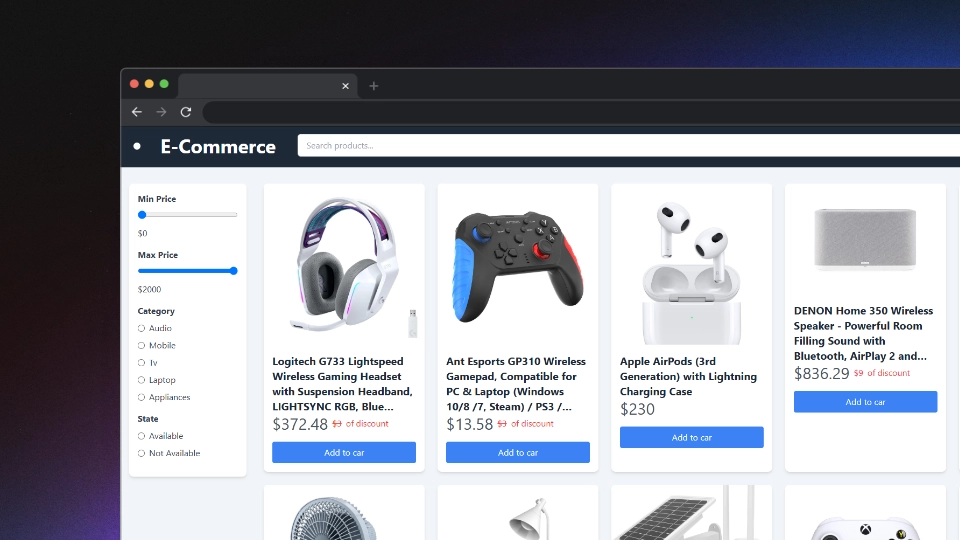 E-Commerce
Search products...
Min Price
$0
Max Price
$2000
Category
Audio
Mobile
Tv
Laptop
Appliances
State
Available
Not Available
Logitech G733 Lightspeed
Wireless Gaming Headset
with Suspension Headband,
LIGHTSYNC RGB, Blue...
$372.48 $3 of discount
Add to car
Ant Esports GP310 Wireless
Gamepad, Compatible for
PC & Laptop (Windows
10/8 /7, Steam) / PS3 /...
$13.58 $3 of discount
Add to car
Apple AirPods (3rd
Generation) with Lightning
Charging Case
$230
Add to car
DENON Home 350 Wireless
Speaker - Powerful Room
Filling Sound with
Bluetooth, AirPlay 2 and...
$836.29 $9 of discount
Add to car